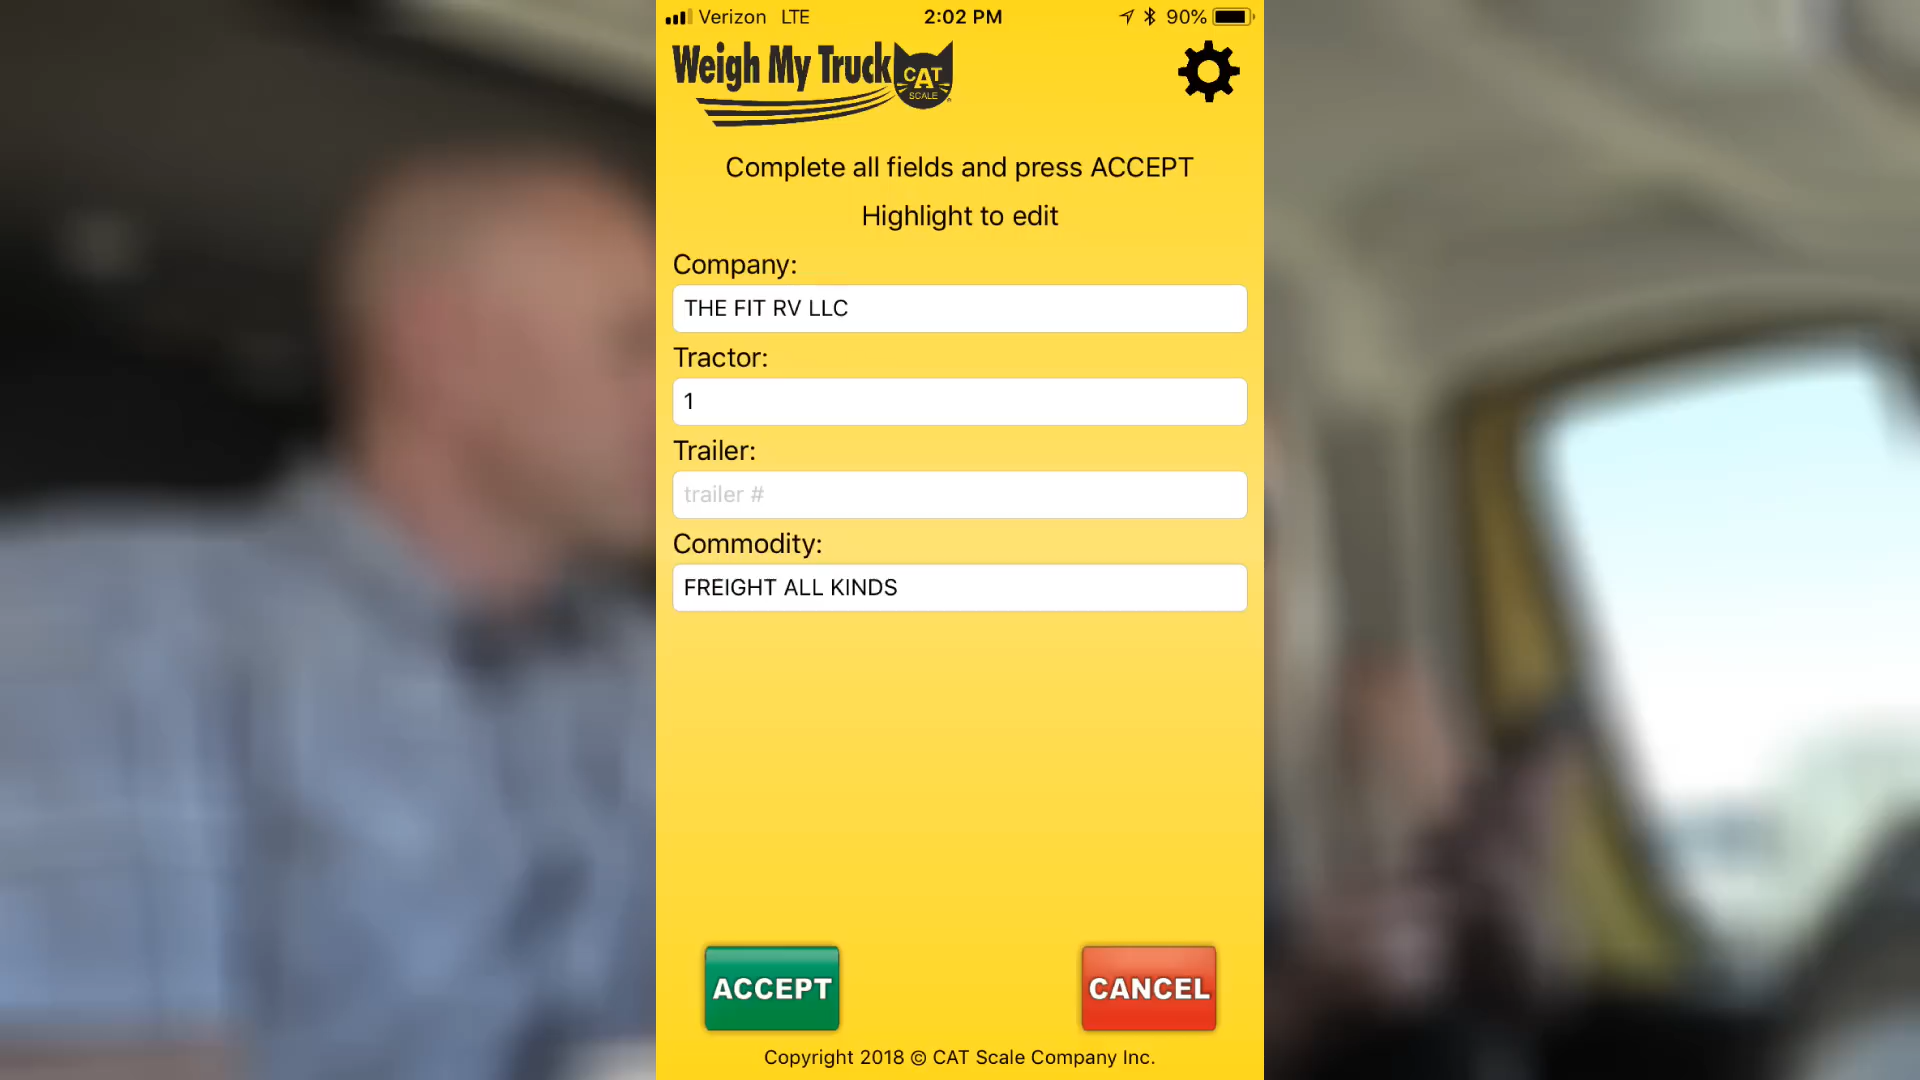 Verizon LTE 2:02 PM 90%
Weigh My Truck
CAT
SCALE
Complete all fields and press ACCEPT
Highlight to edit
Company:
THE FIT RV LLC
Tractor:
1
Trailer:
trailer #
Commodity:
FREIGHT ALL KINDS
ACCEPT CANCEL
Copyright 2018 © CAT Scale Company Inc.